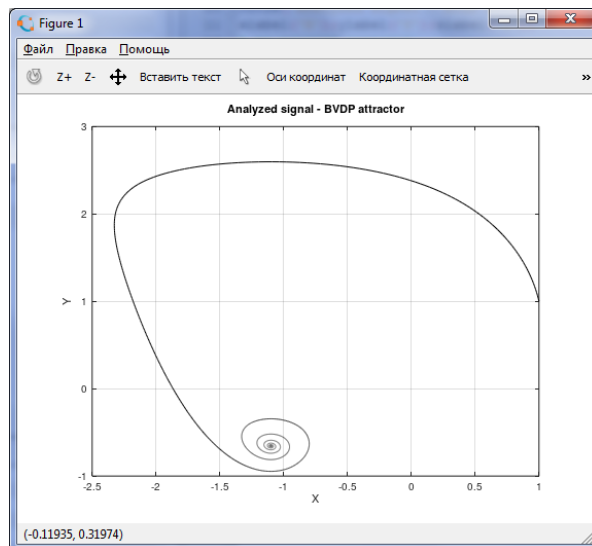 Figure 1
Файл Правка Помощь
Z+ Z- Вставить текст Оси координат Координатная сетка »
Analyzed signal - BVDP attractor
3
2
1
0
-1
Y
-2.5 -2 -1.5 -1 -0.5 0 0.5 1
X
(-0.11935, 0.31974)